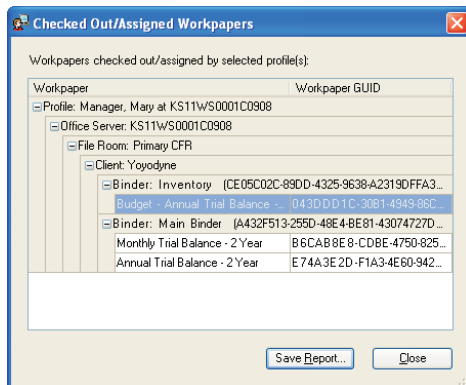 Checked Out/Assigned Workpapers
Workpapers checked out/assigned by selected profile(s):
Workpaper Workpaper GUID
Profile: Manager, Mary at KS11WS0001C0908
Office Server: KS11WS0001C0908
File Room: Primary CFR
Client: Yoyodyne
Binder: Inventory (CE05C02C-89DD-4325-9638-A2319DFFA3...
Budget - Annual Trial Balance -... 043DDD1C-30B1-4949-86C...
Binder: Main Binder (A432F513-255D-48E4-BE81-43074727D...
Monthly Trial Balance - 2 Year B6CAB8E8-CDBE-4750-825...
Annual Trial Balance - 2 Year E74A3E2D-F1A3-4E60-942...
Save Report... Close